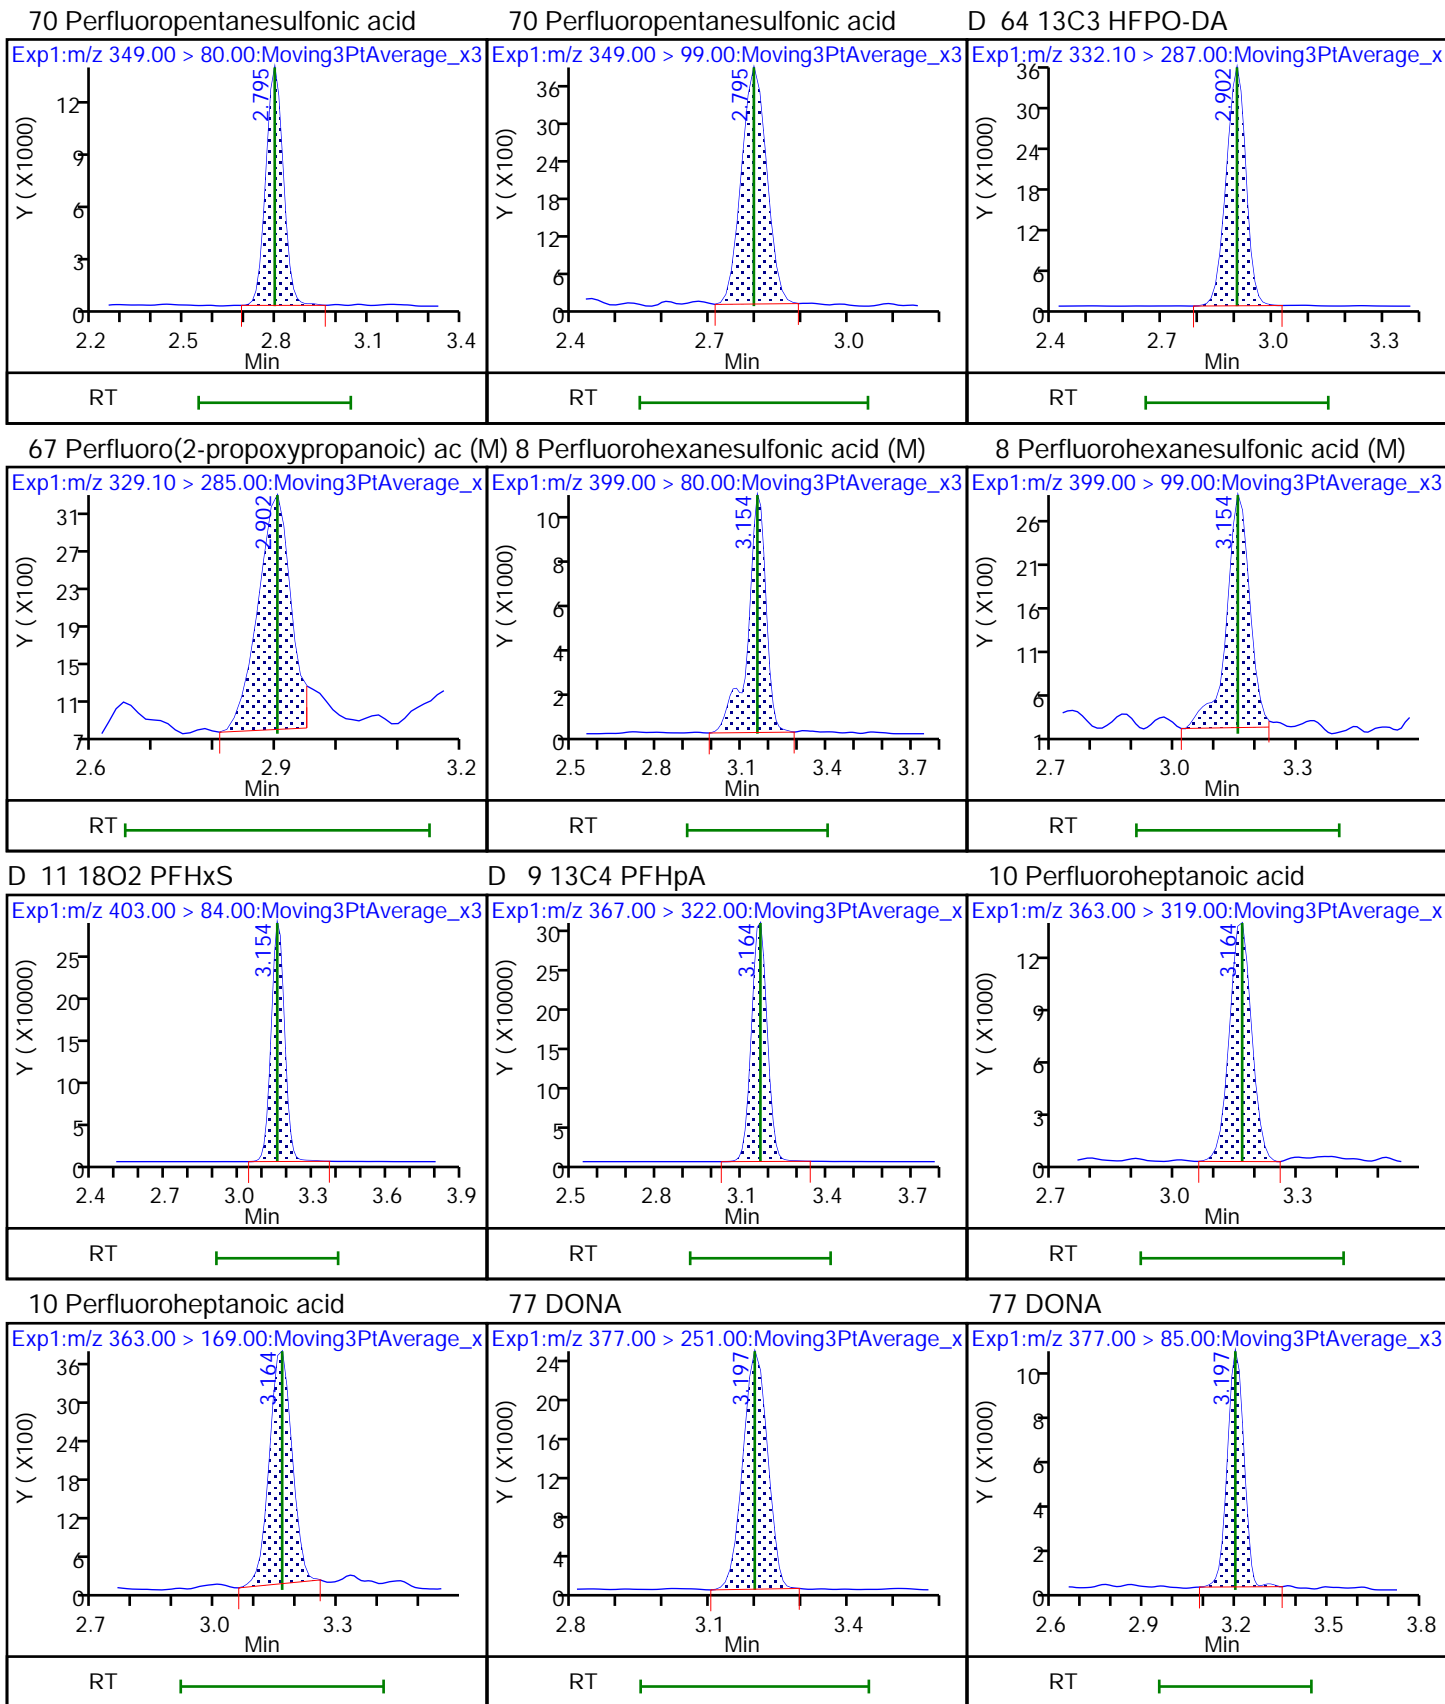 70 Perfluoropentanesulfonic acid
Exp1:m/z 349.00 > 80.00:Moving3PtAverage_x3
2.795
Y ( X1000)
12
9
6
3
0
2.2 2.5 2.8 3.1 3.4
Min
RT
70 Perfluoropentanesulfonic acid
Exp1:m/z 349.00 > 99.00:Moving3PtAverage_x3
2.795
Y ( X100)
36
30
24
18
12
6
0
2.4 2.7 3.0
Min
RT
D 64 13C3 HFPO-DA
Exp1:m/z 332.10 > 287.00:Moving3PtAverage_x
2.902
Y ( X1000)
36
30
24
18
12
6
0
2.4 2.7 3.0 3.3
Min
RT
67 Perfluoro(2-propoxypropanoic) ac (M)
Exp1:m/z 329.10 > 285.00:Moving3PtAverage_x
2.902
Y ( X100)
31
27
23
19
15
11
7
2.6 2.9 3.2
Min
RT
8 Perfluorohexanesulfonic acid (M)
Exp1:m/z 399.00 > 80.00:Moving3PtAverage_x3
3.154
Y ( X1000)
10
8
6
4
2
0
2.5 2.8 3.1 3.4 3.7
Min
RT
8 Perfluorohexanesulfonic acid (M)
Exp1:m/z 399.00 > 99.00:Moving3PtAverage_x3
3.154
Y ( X100)
26
21
16
11
6
1
2.7 3.0 3.3
Min
RT
D 11 18O2 PFHxS
Exp1:m/z 403.00 > 84.00:Moving3PtAverage_x3
3.154
Y ( X10000)
25
20
15
10
5
0
2.4 2.7 3.0 3.3 3.6 3.9
Min
RT
D 9 13C4 PFHpA
Exp1:m/z 367.00 > 322.00:Moving3PtAverage_x
3.164
Y ( X10000)
30
25
20
15
10
5
0
2.5 2.8 3.1 3.4 3.7
Min
RT
10 Perfluoroheptanoic acid
Exp1:m/z 363.00 > 319.00:Moving3PtAverage_x
3.164
Y ( X1000)
12
9
6
3
0
2.7 3.0 3.3
Min
RT
10 Perfluoroheptanoic acid
Exp1:m/z 363.00 > 169.00:Moving3PtAverage_x
3.164
Y ( X100)
36
30
24
18
12
6
0
2.7 3.0 3.3
Min
RT
77 DONA
Exp1:m/z 377.00 > 251.00:Moving3PtAverage_x
3.197
Y ( X1000)
24
20
16
12
8
4
0
2.8 3.1 3.4
Min
RT
77 DONA
Exp1:m/z 377.00 > 85.00:Moving3PtAverage_x3
3.197
Y ( X1000)
10
8
6
4
2
0
2.6 2.9 3.2 3.5 3.8
Min
RT